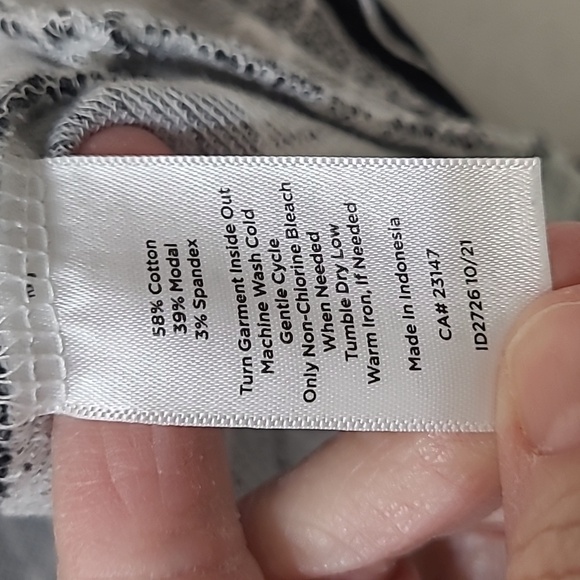 58% Cotton
39% Modal
3% Spandex
Turn Garment Inside Out
Machine Wash Cold
Gentle Cycle
Only Non-Chlorine Bleach
When Needed
Tumble Dry Low
Warm Iron, If Needed
Made In Indonesia
CA# 23147
ID2726 10/21